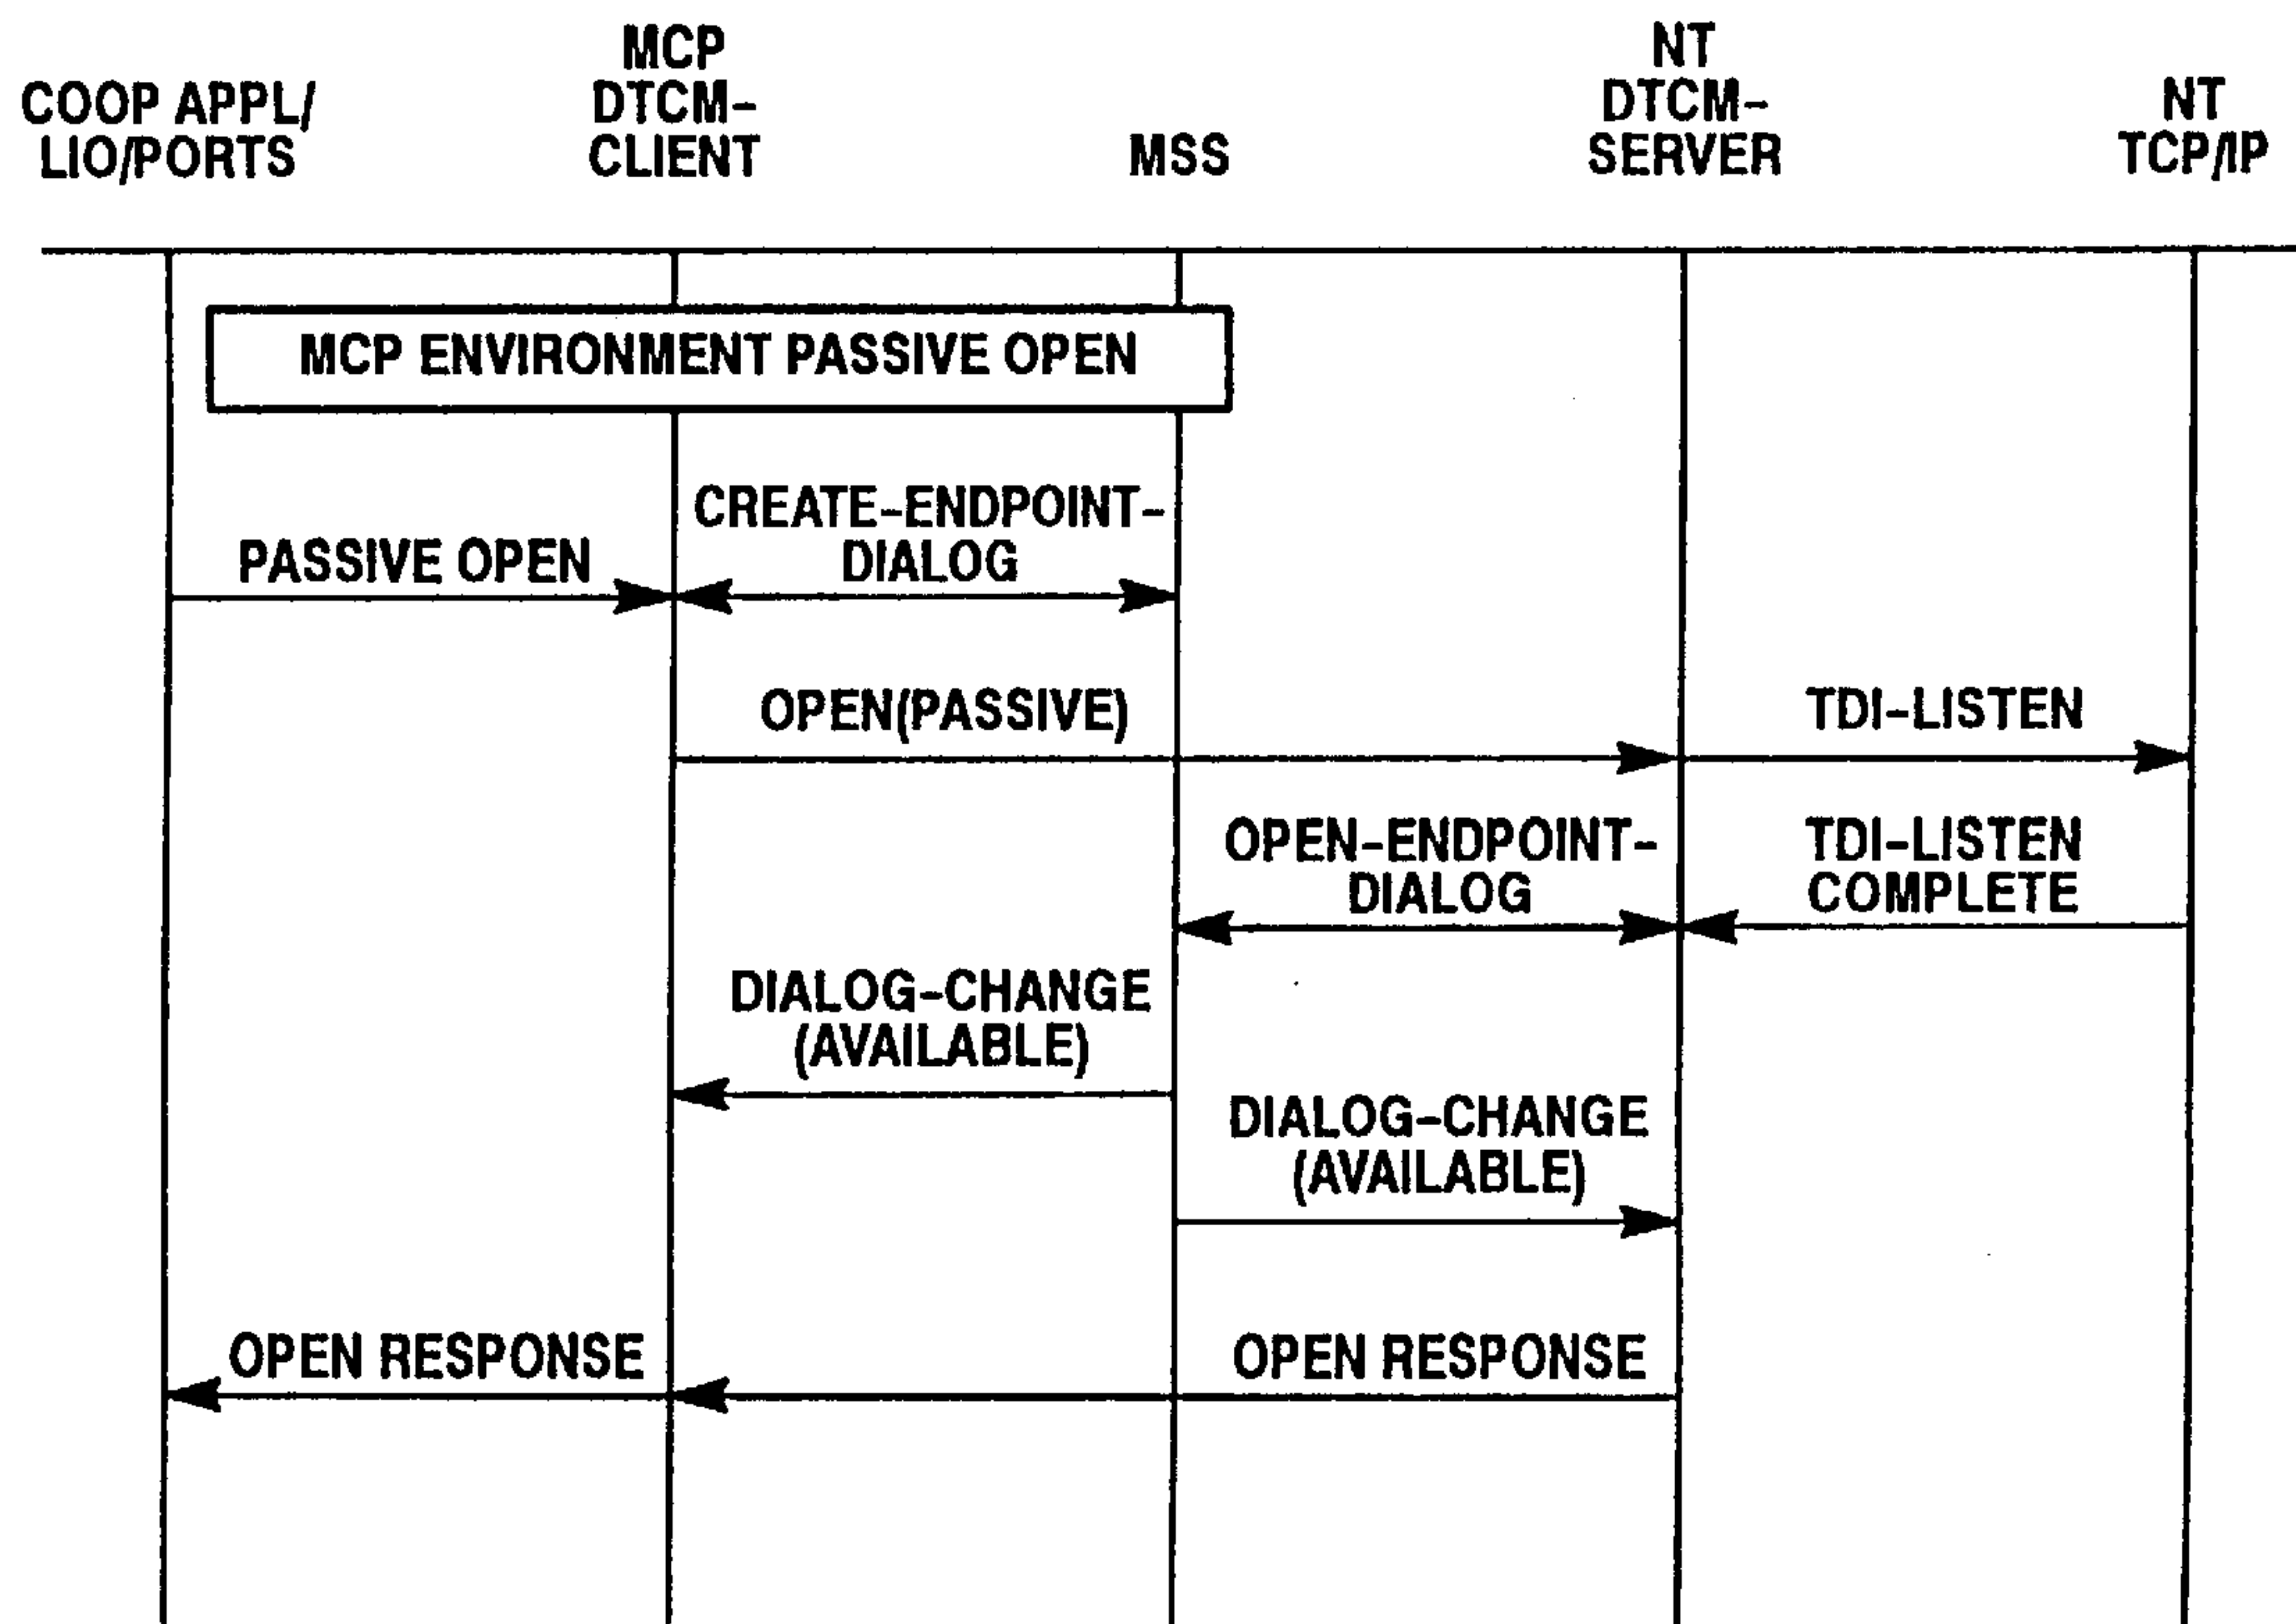 COOP APPL/
LIO/PORTS
MCP
DTCM-
CLIENT
MSS
NT
DTCM-
SERVER
NT
TCP/IP
MCP ENVIRONMENT PASSIVE OPEN
PASSIVE OPEN
CREATE-ENDPOINT-
DIALOG
OPEN(PASSIVE)
TDI-LISTEN
OPEN-ENDPOINT-
DIALOG
TDI-LISTEN
COMPLETE
DIALOG-CHANGE
(AVAILABLE)
DIALOG-CHANGE
(AVAILABLE)
OPEN RESPONSE
OPEN RESPONSE